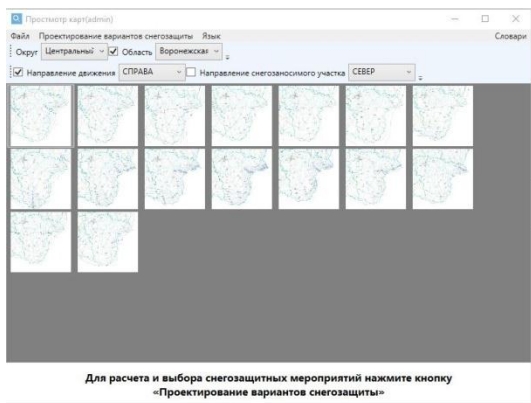 Простмотр карт(admin)
Файл Проектирование вариантов снегозащиты Язык Словари
Округ Центральный Область Воронежская
Направление движения СПРАВА Направление снегозаносимого участка СЕВЕР
Для расчета и выбора снегозащитных мероприятий нажмите кнопку
«Проектирование вариантов снегозащиты»